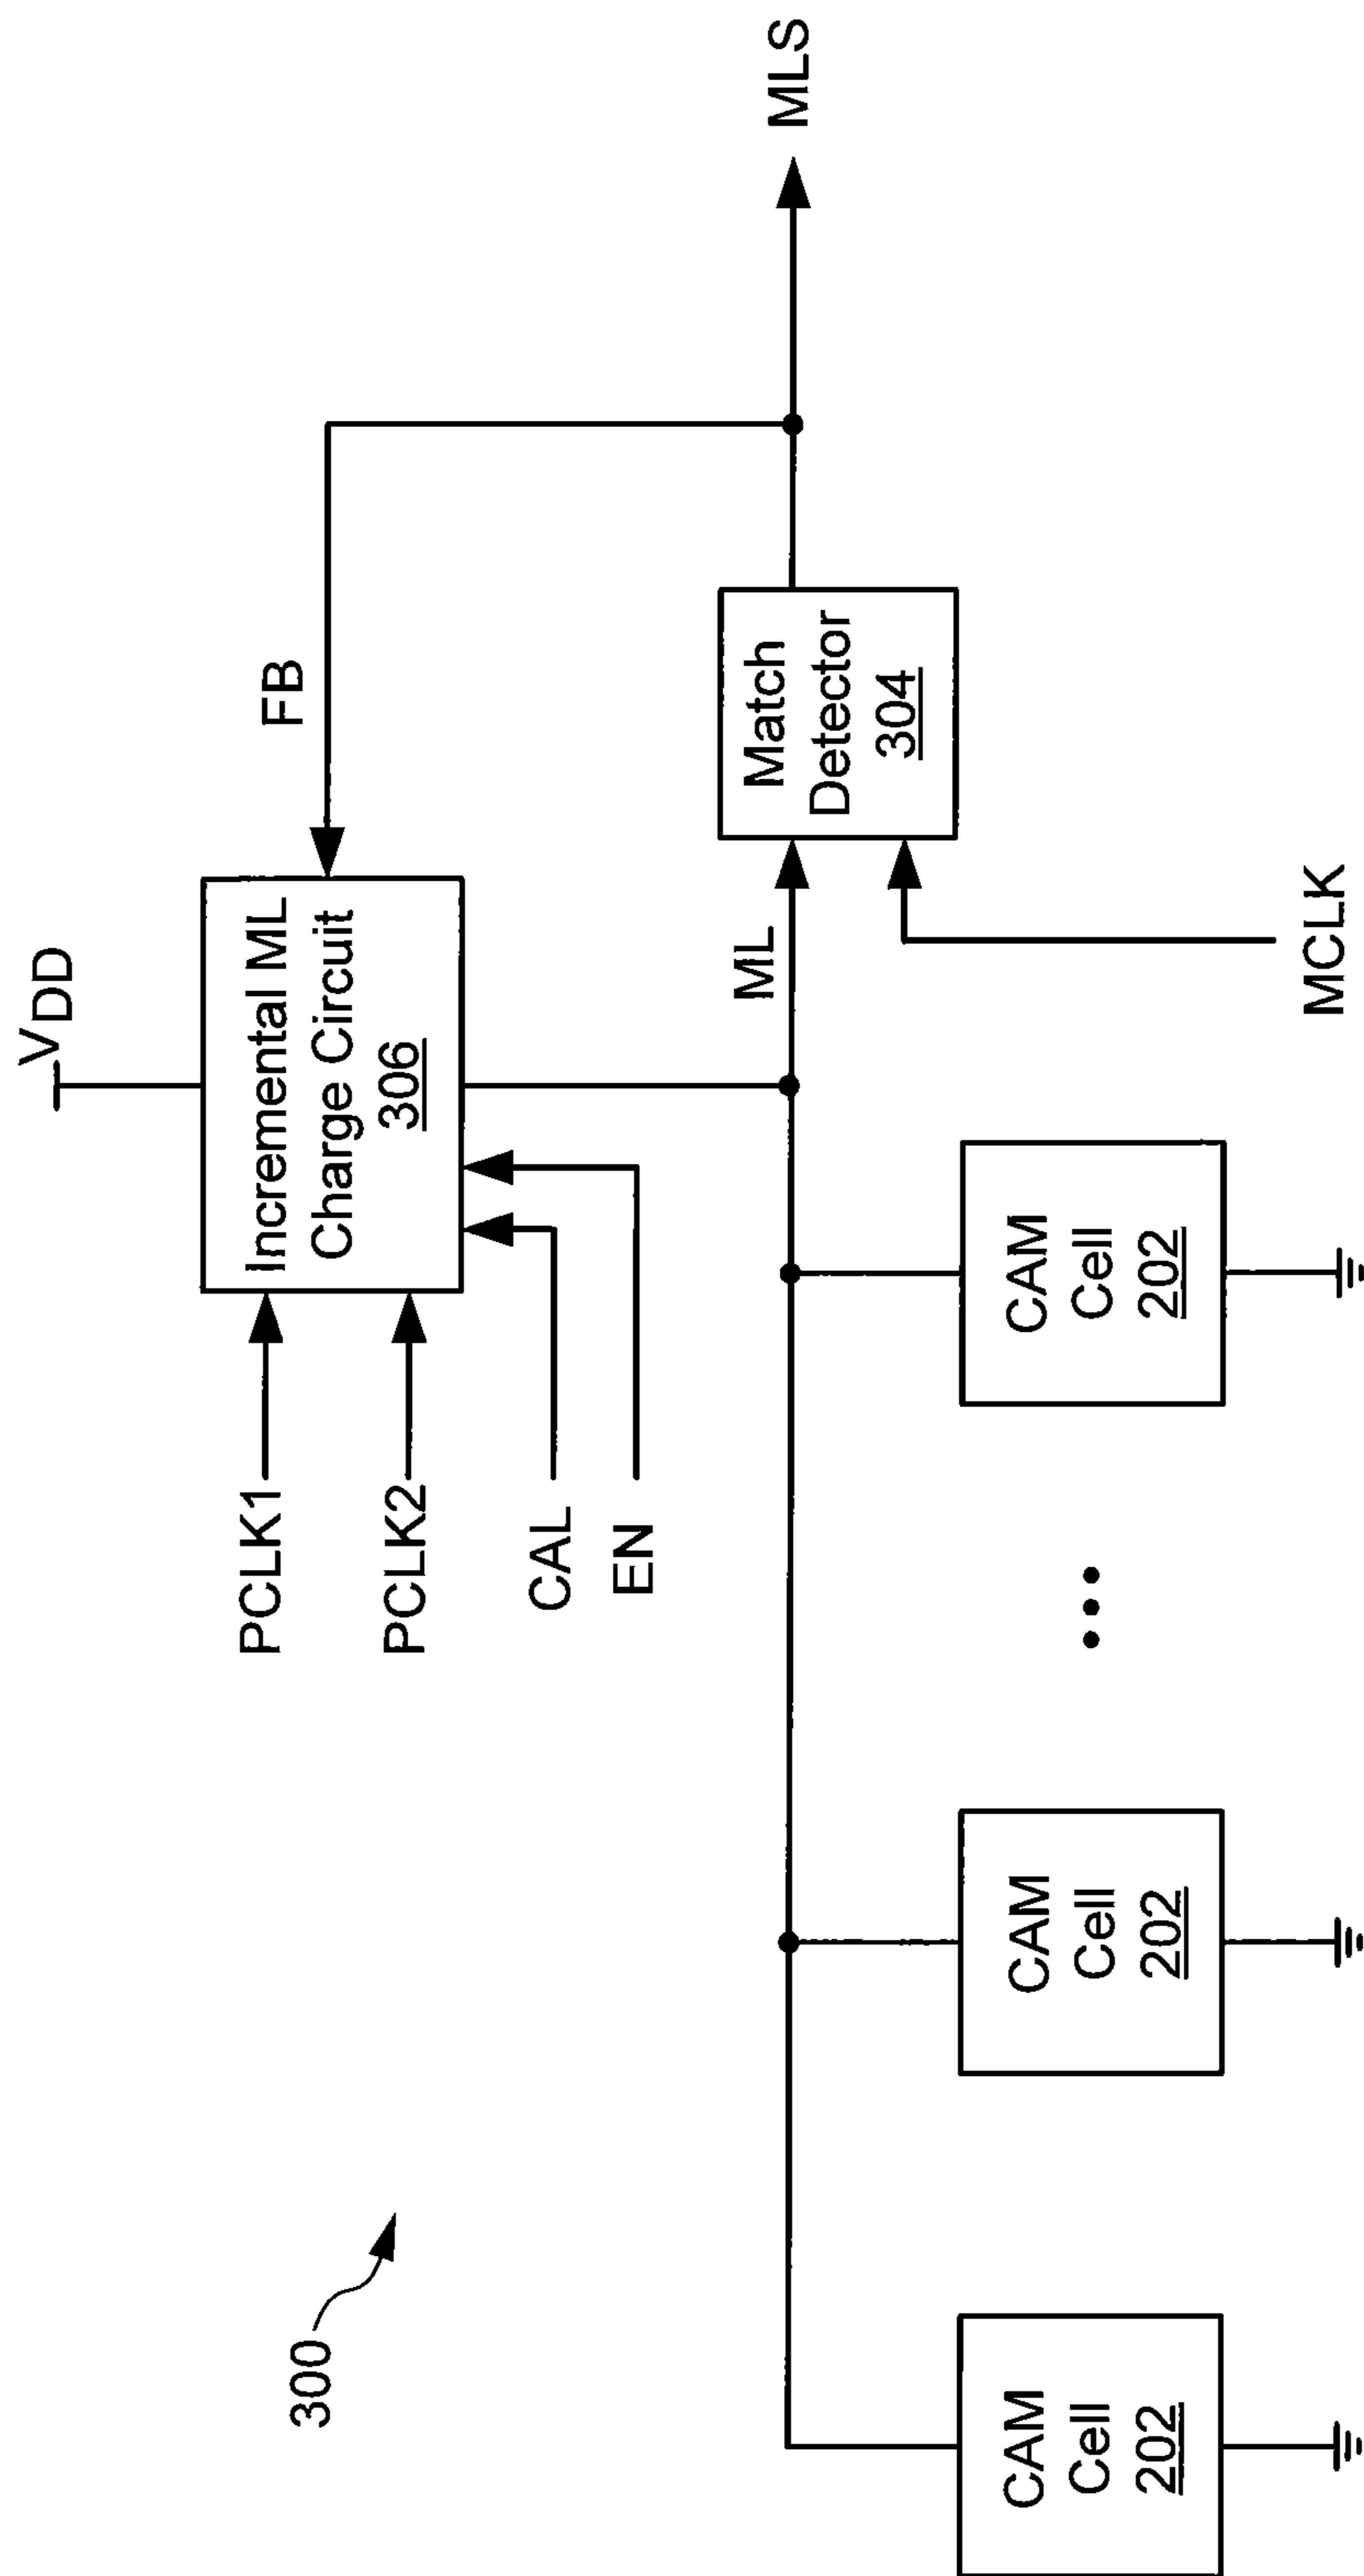 300
VDD
PCLK1
PCLK2
CAL
EN
Incremental ML
Charge Circuit
306
FB
ML
Match
Detector
304
MLS
MCLK
CAM
Cell
202
CAM
Cell
202
CAM
Cell
202